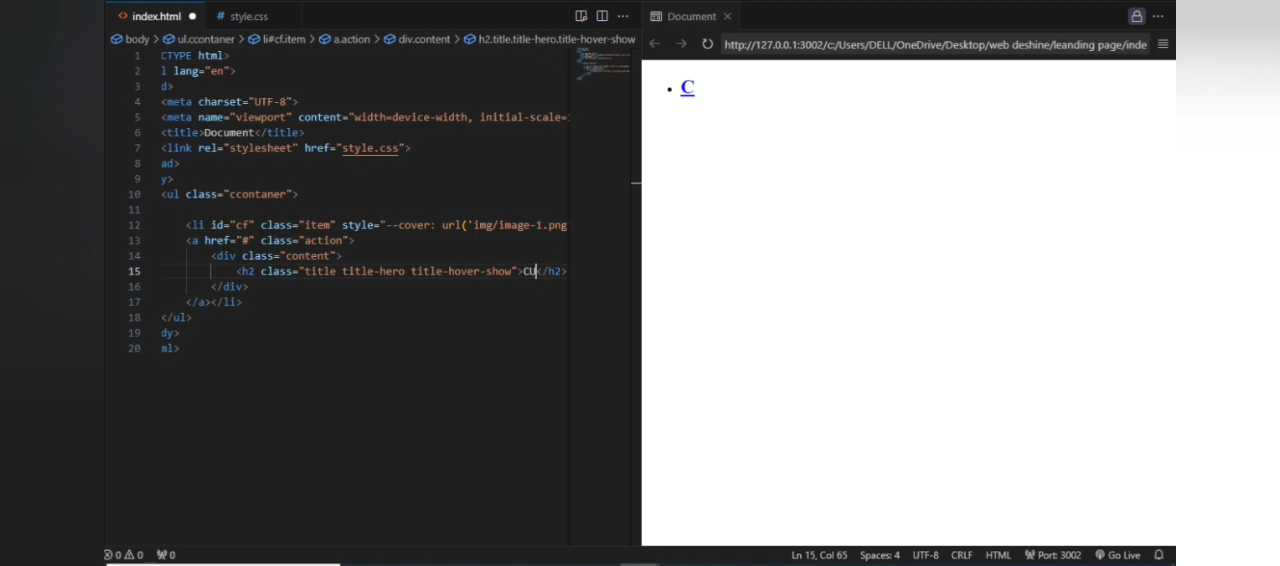 index.html
style.css
body > ul.ccontaner > li#cf.item > a.action > div.content > h2.title.title-hero.title-hover-show
1 CTYPE html>
2 l lang="en">
3 d>
4 <meta charset="UTF-8">
5 <meta name="viewport" content="width=device-width, initial-scale=1
6 <title>Document</title>
7 <link rel="stylesheet" href="style.css">
8 ad>
9 y>
10 <ul class="ccontaner">
11
12 <li id="cf" class="item" style="--cover: url('img/image-1.png
13 <a href="#" class="action">
14 <div class="content">
15 <h2 class="title title-hero title-hover-show">CU</h2>
16 </div>
17 </a></li>
18 </ul>
19 dy>
20 ml>
Document
http://127.0.0.1:3002/c:/Users/DELL/OneDrive/Desktop/web deshine/leanding page/inde
C
0 0 0
Ln 15, Col 65 Spaces: 4 UTF-8 CRLF HTML Port: 3002 Go Live